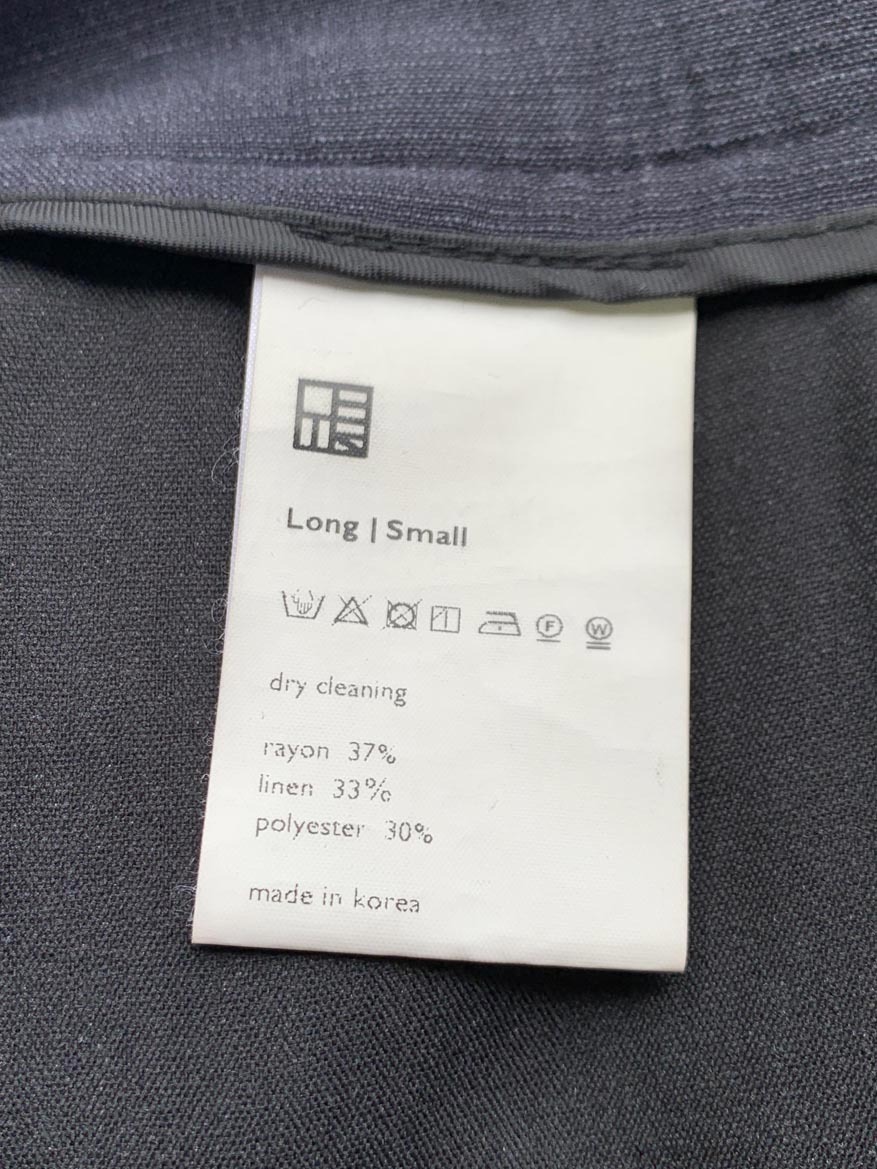 Long | Small
F W
dry cleaning
rayon 37%
linen 33%
polyester 30%
made in korea